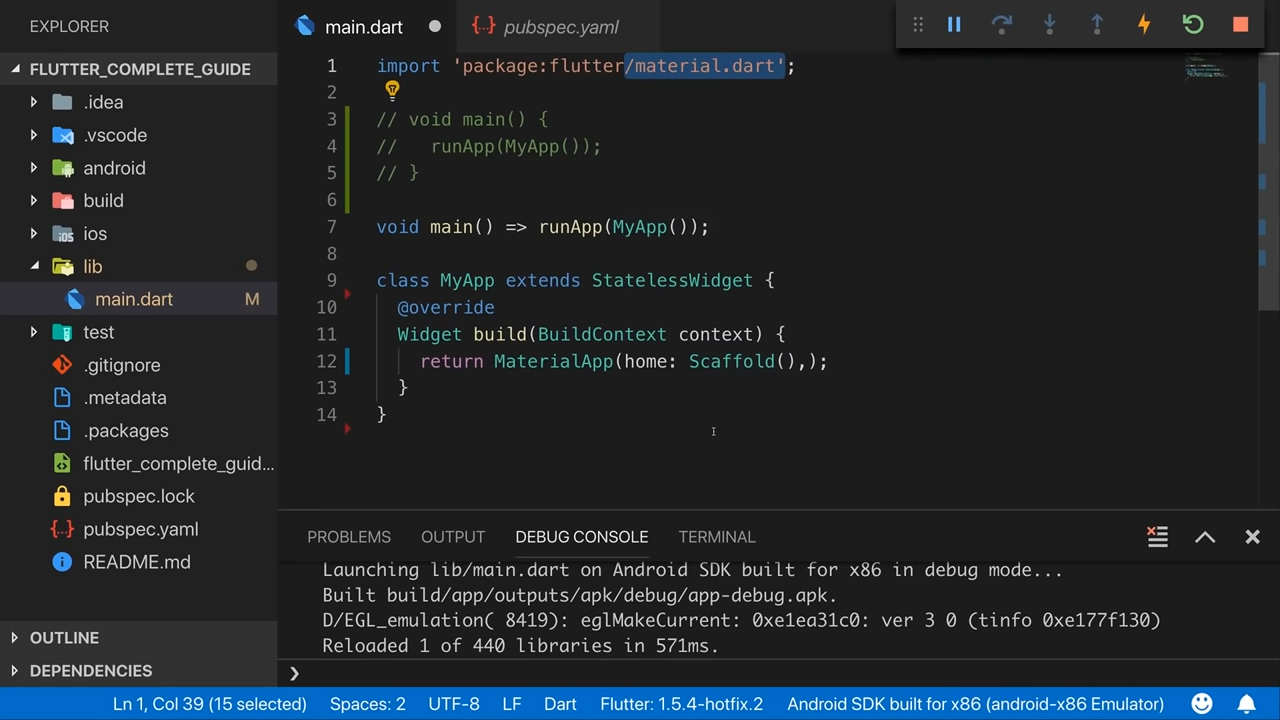 EXPLORER
FLUTTER_COMPLETE_GUIDE
.idea
.vscode
android
build
ios
lib
main.dart M
test
.gitignore
.metadata
.packages
flutter_complete_guid...
pubspec.lock
pubspec.yaml
README.md
OUTLINE
DEPENDENCIES
main.dart
pubspec.yaml
1 import 'package:flutter/material.dart';
2
3 // void main() {
4 //   runApp(MyApp());
5 // }
6
7 void main() => runApp(MyApp());
8
9 class MyApp extends StatelessWidget {
10   @override
11   Widget build(BuildContext context) {
12     return MaterialApp(home: Scaffold(),);
13   }
14 }
PROBLEMS OUTPUT DEBUG CONSOLE TERMINAL
Launching lib/main.dart on Android SDK built for x86 in debug mode...
Built build/app/outputs/apk/debug/app-debug.apk.
D/EGL_emulation( 8419): eglMakeCurrent: 0xe1ea31c0: ver 3 0 (tinfo 0xe177f130)
Reloaded 1 of 440 libraries in 571ms.
Ln 1, Col 39 (15 selected) Spaces: 2 UTF-8 LF Dart Flutter: 1.5.4-hotfix.2 Android SDK built for x86 (android-x86 Emulator)